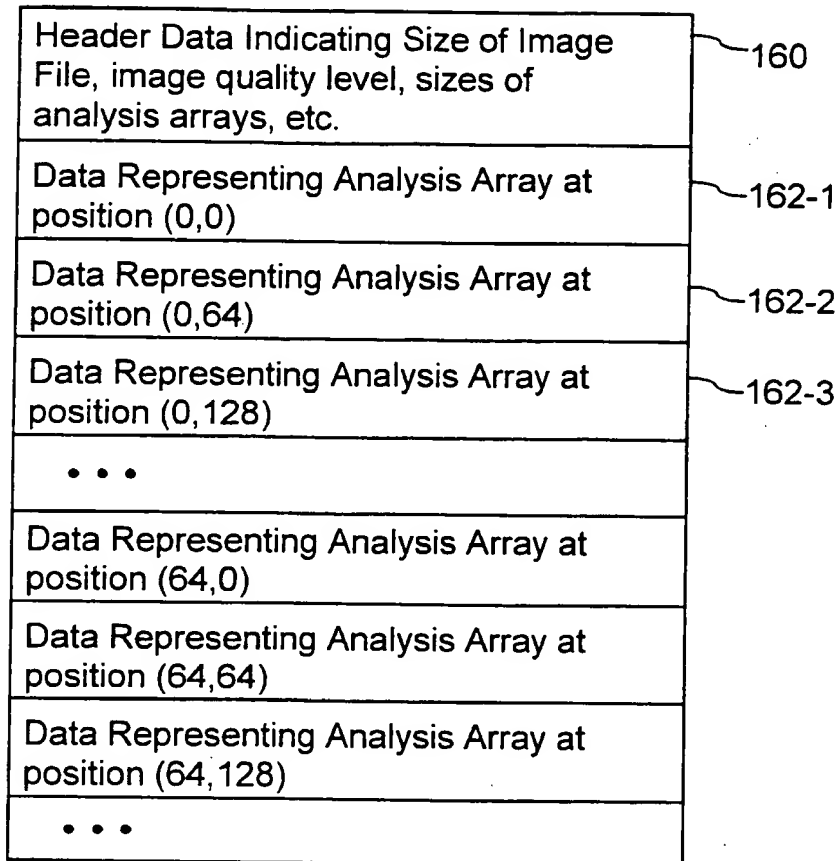 Header Data Indicating Size of Image
File, image quality level, sizes of
analysis arrays, etc.
160
Data Representing Analysis Array at
position (0,0)
162-1
Data Representing Analysis Array at
position (0,64)
162-2
Data Representing Analysis Array at
position (0,128)
162-3
• • •
Data Representing Analysis Array at
position (64,0)
Data Representing Analysis Array at
position (64,64)
Data Representing Analysis Array at
position (64,128)
• • •